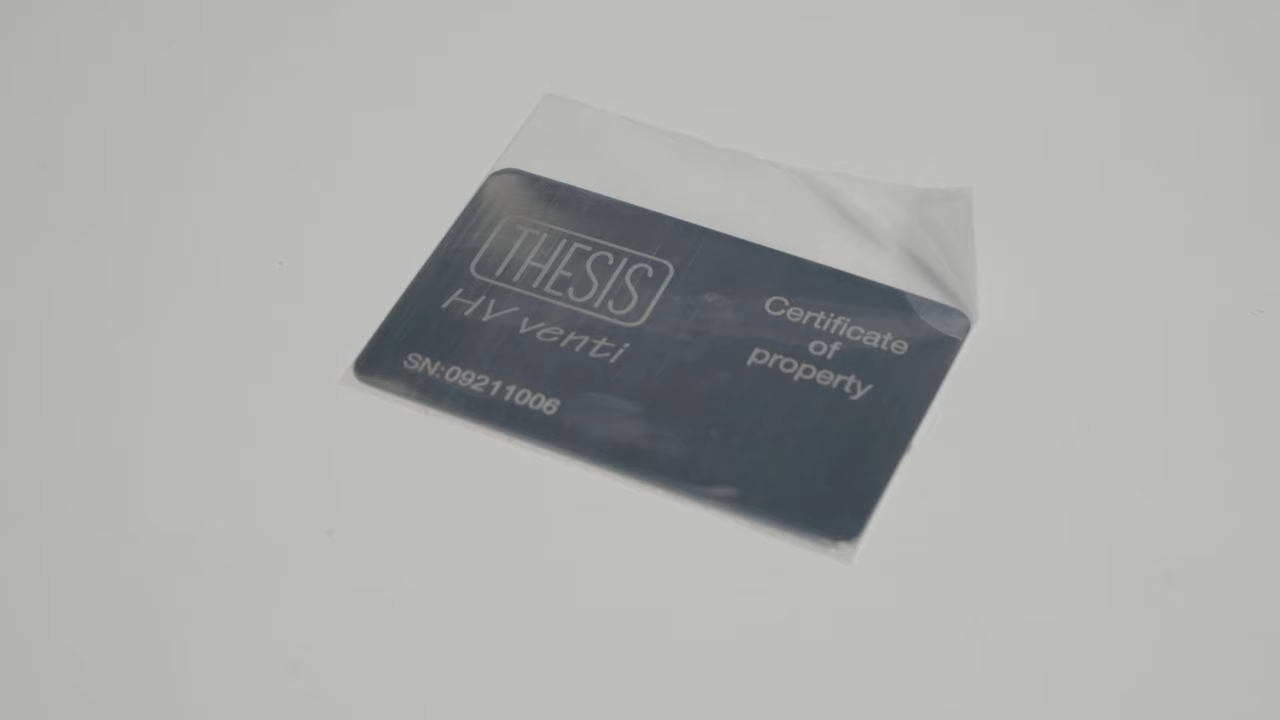 THESIS
HV venti
SN:09211006
Certificate
of
property